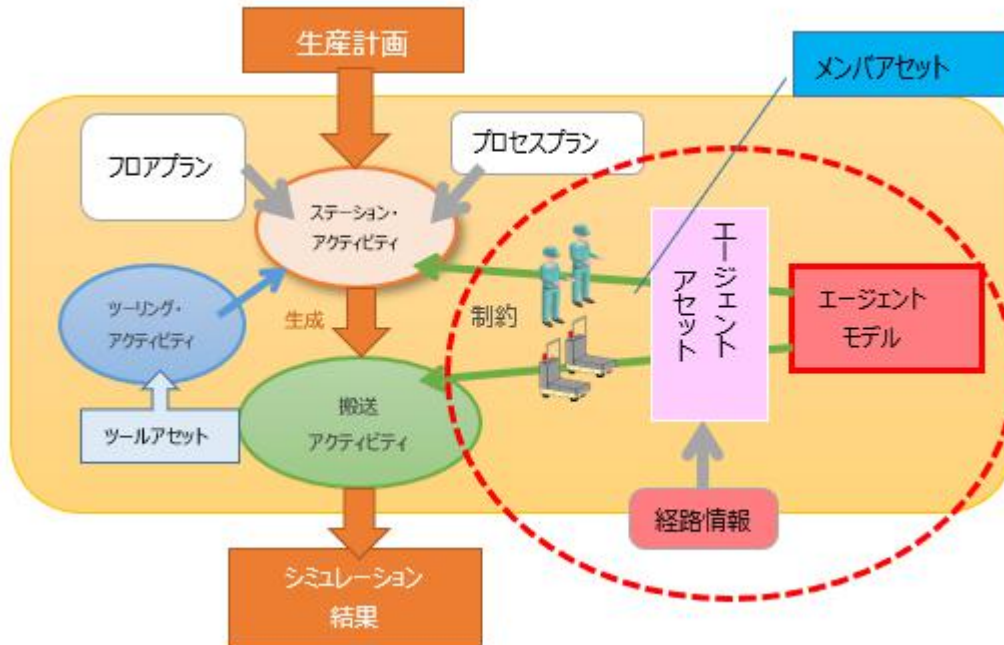 生産計画
メンバアセット
フロアプラン
プロセスプラン
ステーション・
アクティビティ
エージェント
アセット
ツーリング・
アクティビティ
生成
制約
エージェント
モデル
搬送
アクティビティ
ツールアセット
経路情報
シミュレーション
結果